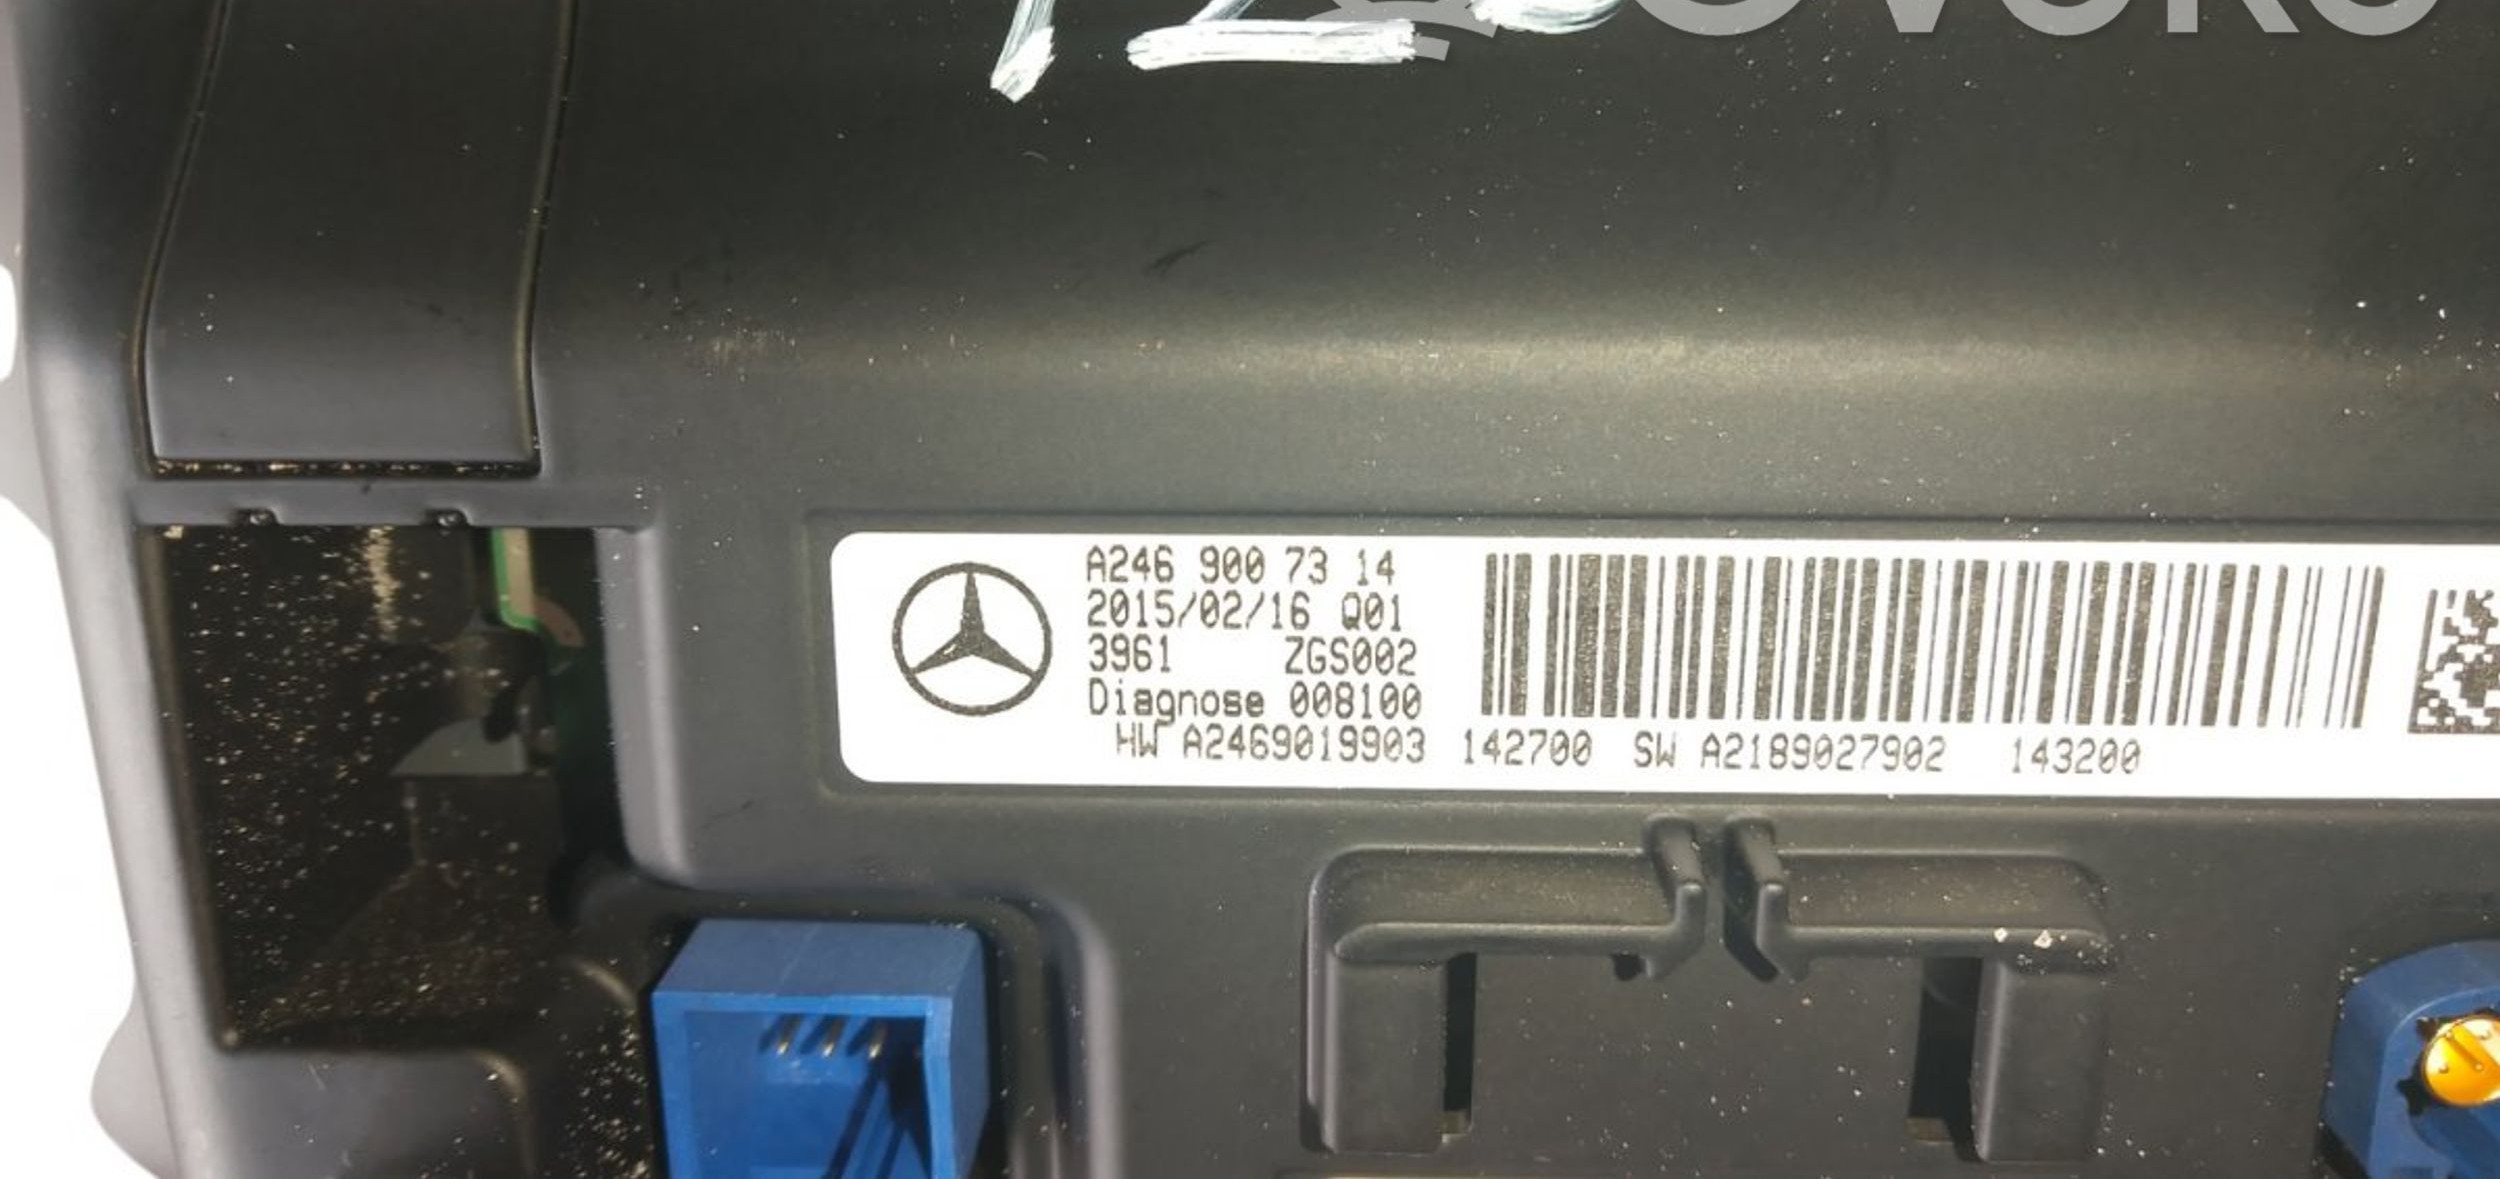 A246 900 73 14
2015/02/16 Q01
3961 ZGS002
Diagnose 008100
HW A2469019903 142700 SW A2189027902 143200